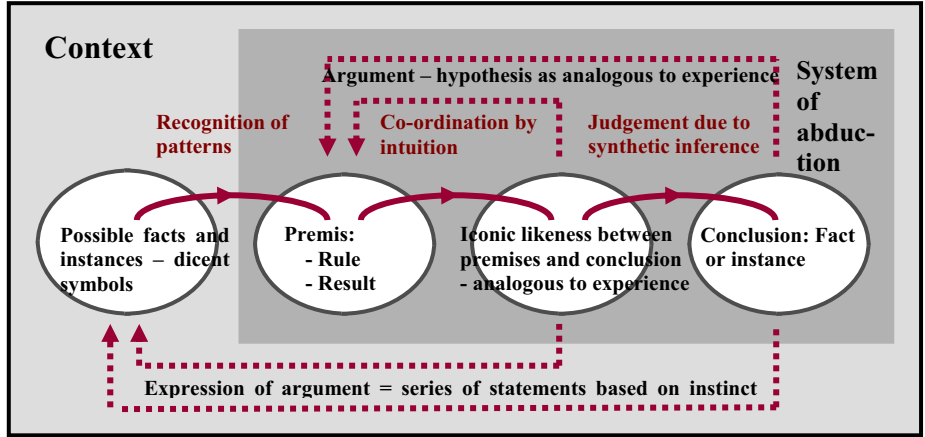 Context
Argument – hypothesis as analogous to experience
System
of
abduc-
tion
Recognition of
patterns
Co-ordination by
intuition
Judgement due to
synthetic inference
Possible facts and
instances – dicent
symbols
Premis:
- Rule
- Result
Iconic likeness between
premises and conclusion
- analogous to experience
Conclusion: Fact
or instance
Expression of argument = series of statements based on instinct